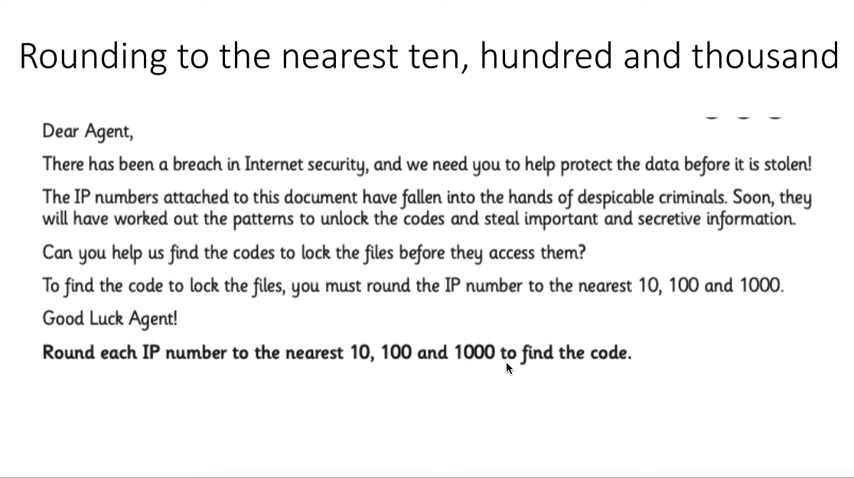 Rounding to the nearest ten, hundred and thousand
Dear Agent,
There has been a breach in Internet security, and we need you to help protect the data before it is stolen!
The IP numbers attached to this document have fallen into the hands of despicable criminals. Soon, they
will have worked out the patterns to unlock the codes and steal important and secretive information.
Can you help us find the codes to lock the files before they access them?
To find the code to lock the files, you must round the IP number to the nearest 10, 100 and 1000.
Good Luck Agent!
Round each IP number to the nearest 10, 100 and 1000 to find the code.